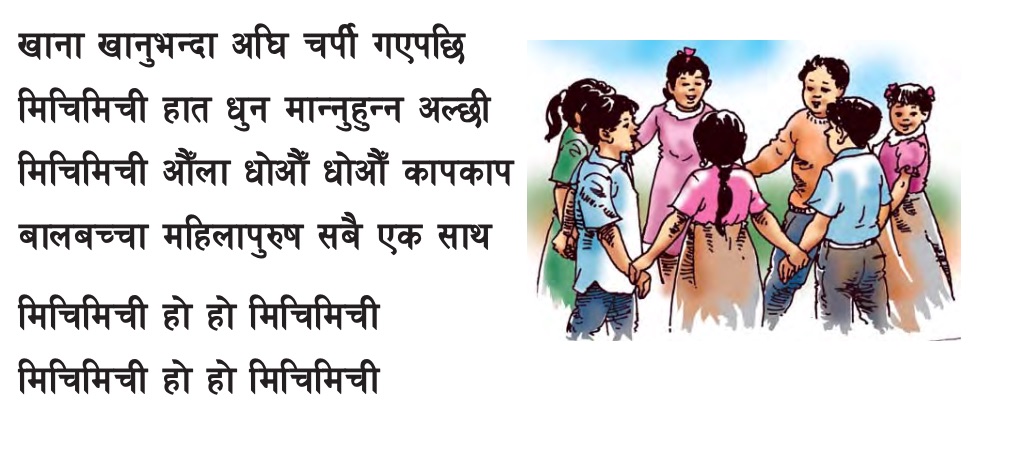 खाना खानुभन्दा अघि चर्पी गएपछि
मिचिमिची हात धुन मान्नुहुन्न अल्छी
मिचिमिची औँला धोऔँ धोऔँ कापकाप
बालबच्चा महिलापुरुष सबै एक साथ
मिचिमिची हो हो मिचिमिची
मिचिमिची हो हो मिचिमिची